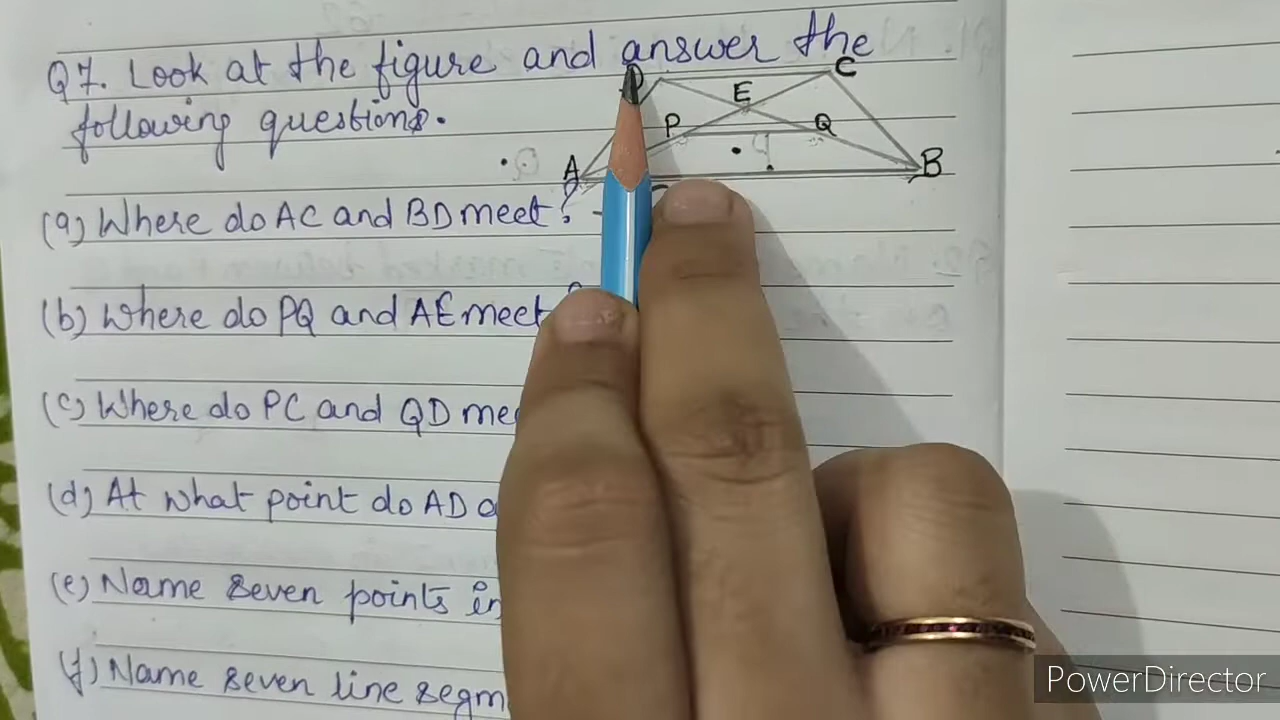 Q7. Look at the figure and answer the
following questions.
D C
E
P Q
A B
(a) Where do AC and BD meet?
(b) Where do PQ and AE meet
(c) Where do PC and QD
(d) At what point do AD
(e) Name seven points in
(f) Name seven line
PowerDirector